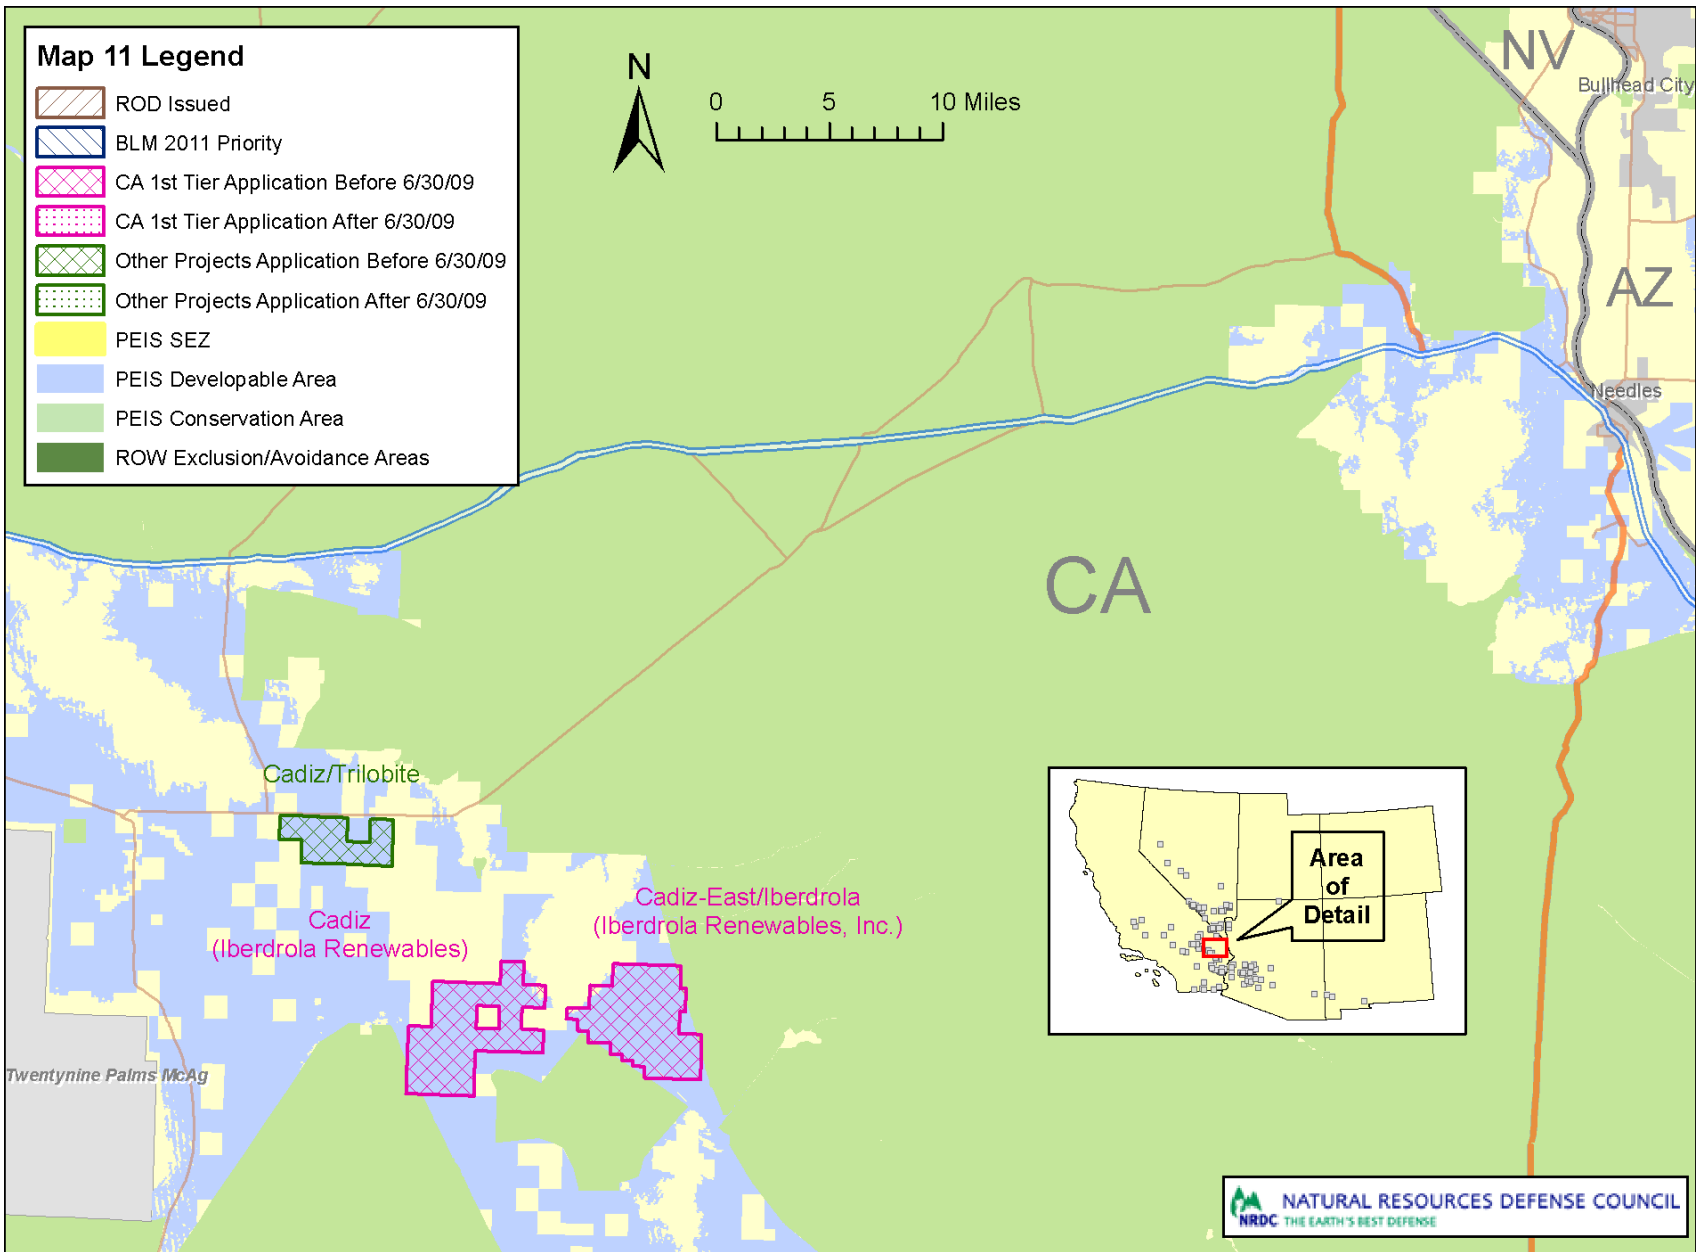 Map 11 Legend
ROD Issued
BLM 2011 Priority
CA 1st Tier Application Before 6/30/09
CA 1st Tier Application After 6/30/09
Other Projects Application Before 6/30/09
Other Projects Application After 6/30/09
PEIS SEZ
PEIS Developable Area
PEIS Conservation Area
ROW Exclusion/Avoidance Areas
N
0 5 10 Miles
NV
Bullhead City
AZ
Needles
CA
Cadiz/Trilobite
Cadiz
(Iberdrola Renewables)
Cadiz-East/Iberdrola
(Iberdrola Renewables, Inc.)
Area
of
Detail
Twentynine Palms McAg
NRDC
NATURAL RESOURCES DEFENSE COUNCIL
THE EARTH'S BEST DEFENSE